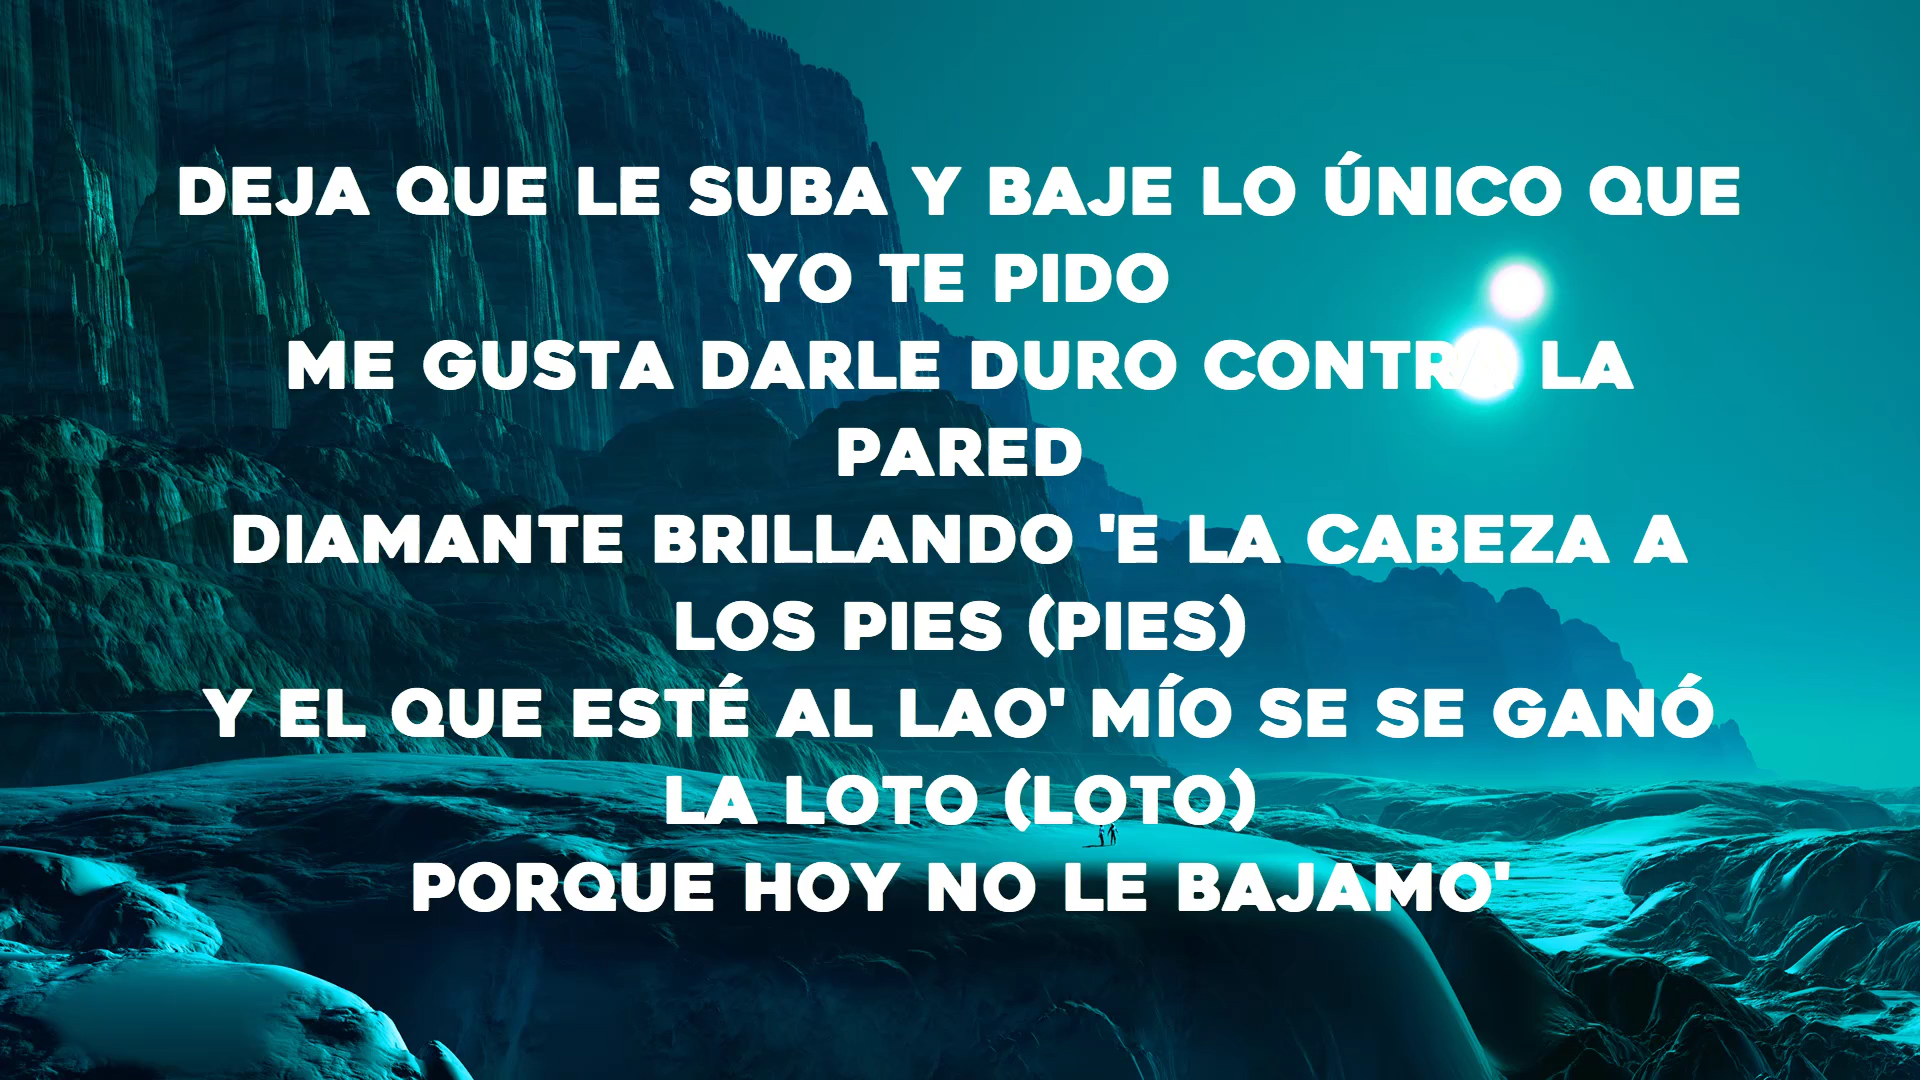 DEJA QUE LE SUBA Y BAJE LO ÚNICO QUE
YO TE PIDO
ME GUSTA DARLE DURO CONTRA LA
PARED
DIAMANTE BRILLANDO 'E LA CABEZA A
LOS PIES (PIES)
Y EL QUE ESTÉ AL LAO' MÍO SE SE GANÓ
LA LOTO (LOTO)
PORQUE HOY NO LE BAJAMO'